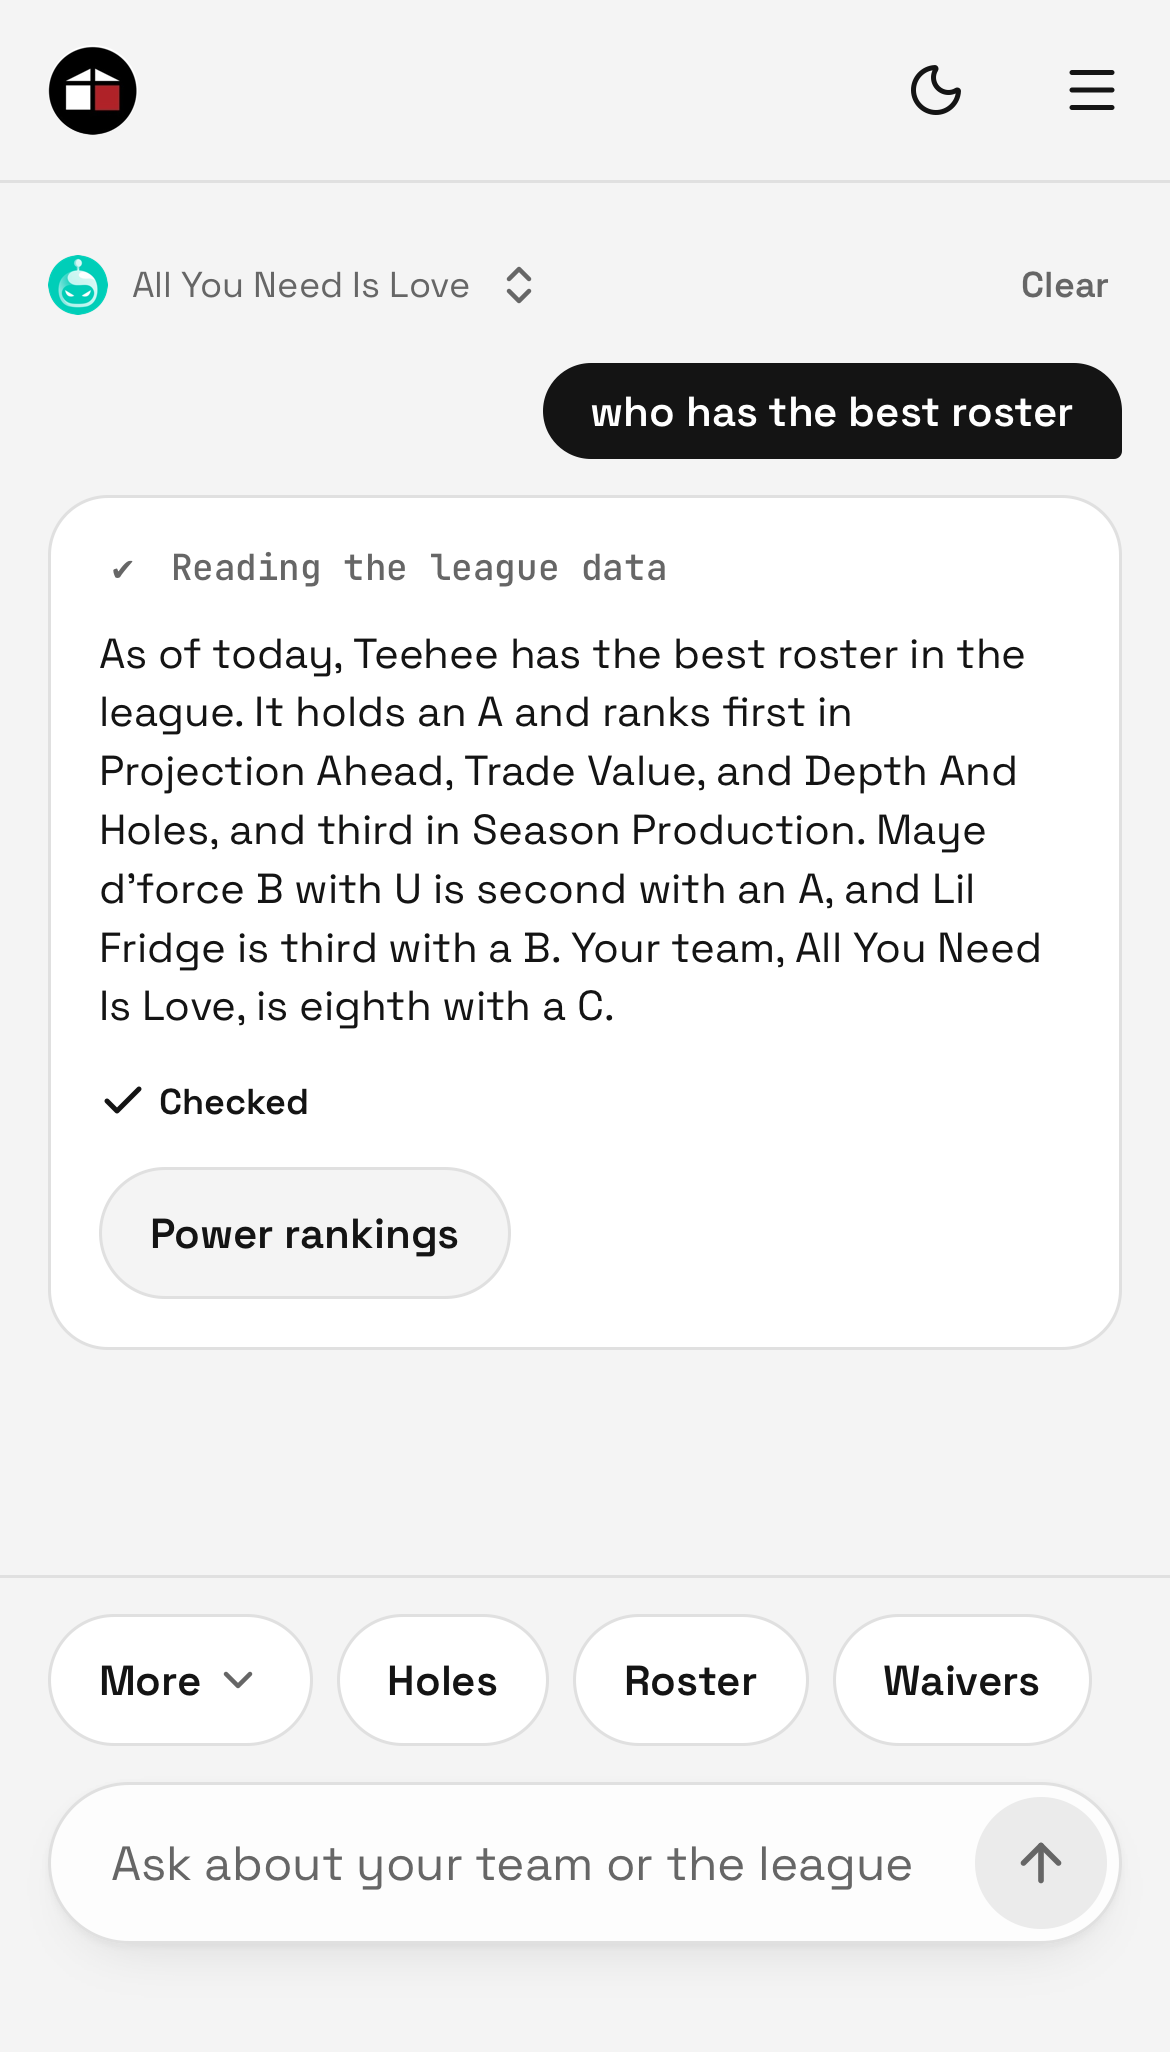 All You Need Is Love
Clear
who has the best roster
✔ Reading the league data
As of today, Teehee has the best roster in the
league. It holds an A and ranks first in
Projection Ahead, Trade Value, and Depth And
Holes, and third in Season Production. Maye
d’force B with U is second with an A, and Lil
Fridge is third with a B. Your team, All You Need
Is Love, is eighth with a C.
Checked
Power rankings
More
Holes
Roster
Waivers
Ask about your team or the league